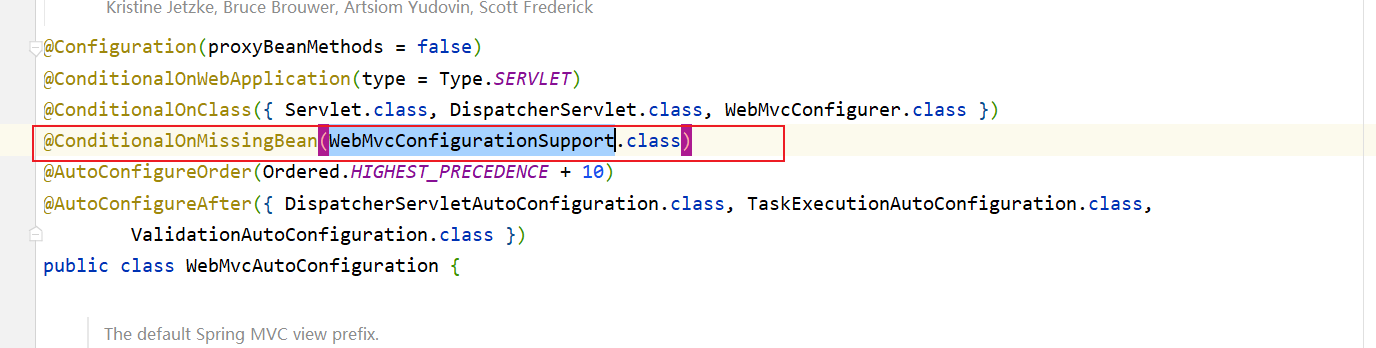 Kristine Jetzke, Bruce Brouwer, Artsiom Yudovin, Scott Frederick
@Configuration(proxyBeanMethods = false)
@ConditionalOnWebApplication(type = Type.SERVLET)
@ConditionalOnClass({ Servlet.class, DispatcherServlet.class, WebMvcConfigurer.class })
@ConditionalOnMissingBean(WebMvcConfigurationSupport.class)
@AutoConfigureOrder(Ordered.HIGHEST_PRECEDENCE + 10)
@AutoConfigureAfter({ DispatcherServletAutoConfiguration.class, TaskExecutionAutoConfiguration.class,
ValidationAutoConfiguration.class })
public class WebMvcAutoConfiguration {
The default Spring MVC view prefix.